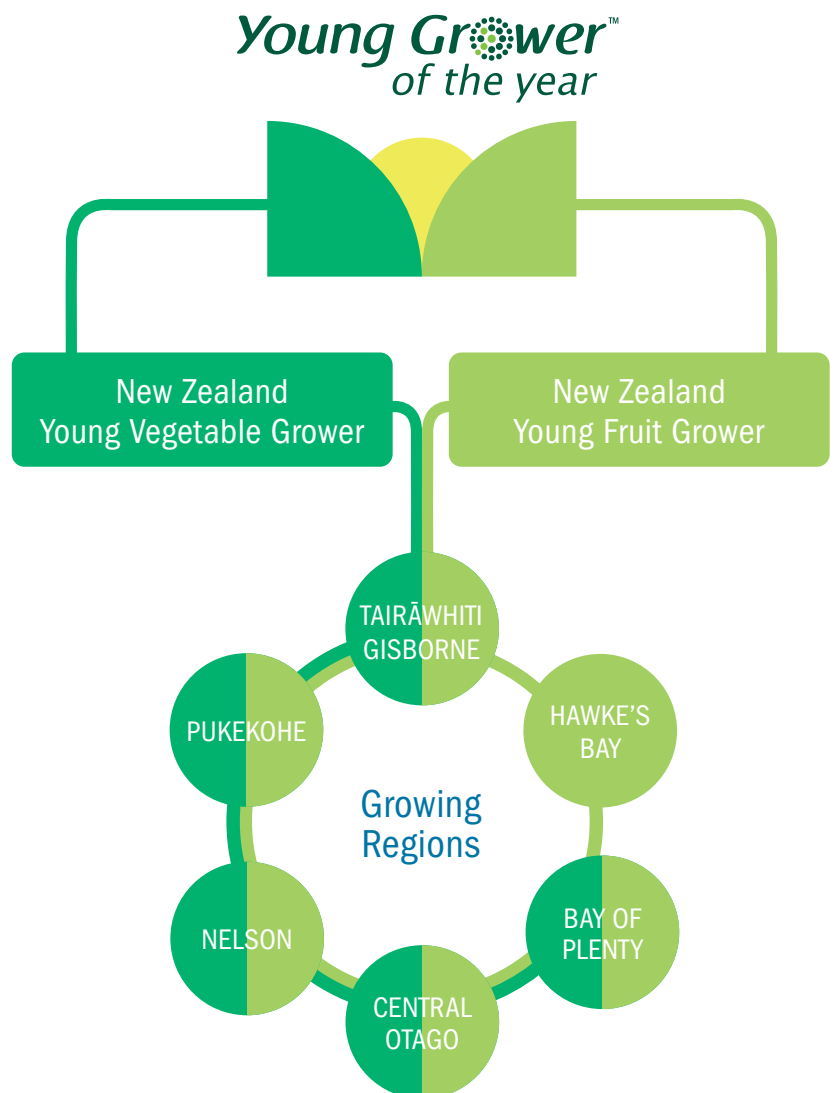 Young Grower™
of the year
New Zealand
Young Vegetable Grower
New Zealand
Young Fruit Grower
TAIRĀWHITI
GISBORNE
HAWKE'S
BAY
PUKEKOHE
Growing
Regions
NELSON
BAY OF
PLENTY
CENTRAL
OTAGO